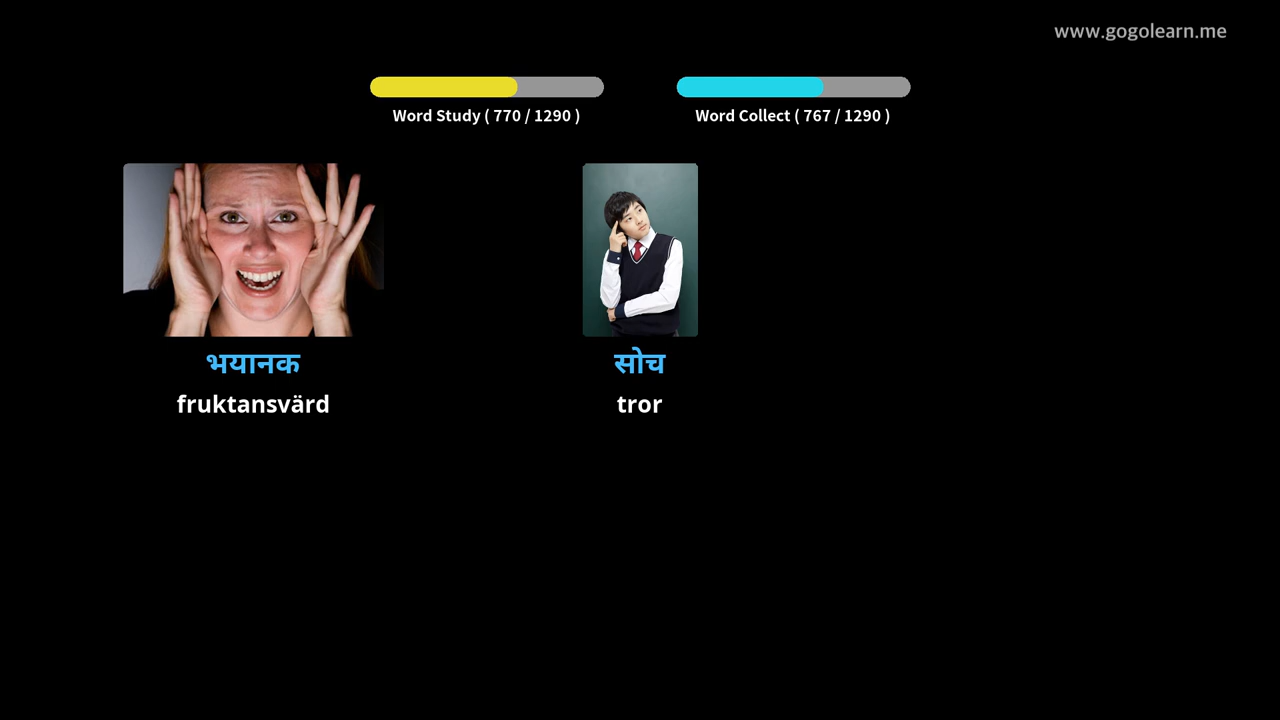 www.gogolearn.me
Word Study ( 770 / 1290 )
Word Collect ( 767 / 1290 )
भयानक
सोच
fruktansvärd
tror